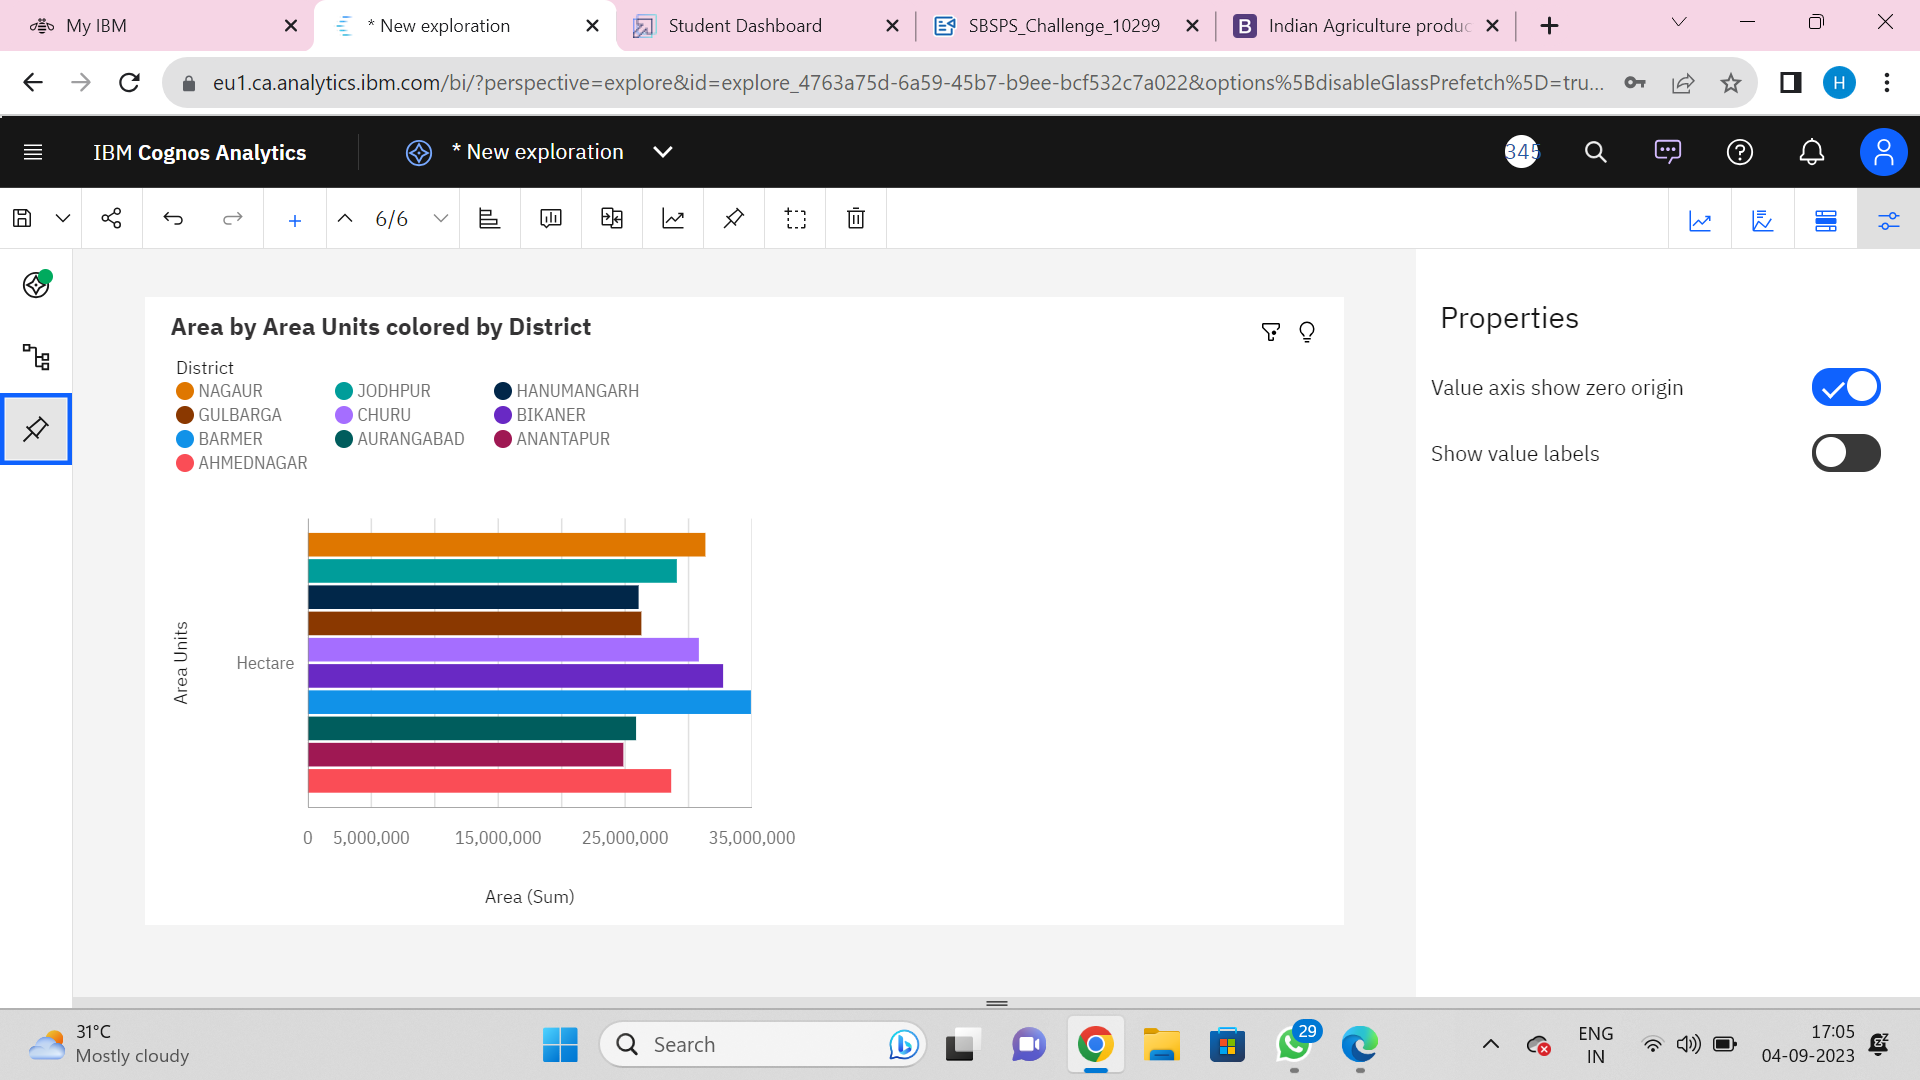 My IBM
* New exploration
Student Dashboard
SBSPS_Challenge_10299
Indian Agriculture produc
eu1.ca.analytics.ibm.com/bi/?perspective=explore&id=explore_4763a75d-6a59-45b7-b9ee-bcf532c7a022&options%5BdisableGlassPrefetch%5D=tru...
H
IBM Cognos Analytics
* New exploration
345
6/6
Area by Area Units colored by District
District
NAGAUR
JODHPUR
HANUMANGARH
GULBARGA
CHURU
BIKANER
BARMER
AURANGABAD
ANANTAPUR
AHMEDNAGAR
Area Units
Hectare
0
5,000,000
15,000,000
25,000,000
35,000,000
Area (Sum)
Properties
Value axis show zero origin
Show value labels
31°C
Mostly cloudy
Search
29
ENG
IN
17:05
04-09-2023